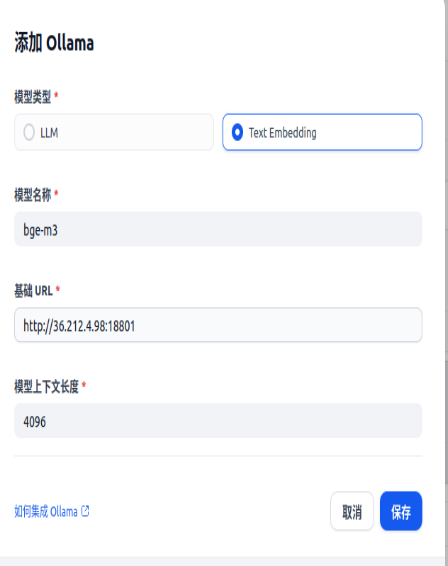 添加 Ollama
模型类型 *
LLM
Text Embedding
模型名称 *
bge-m3
基础 URL *
http://36.212.4.98:18801
模型上下文长度 *
4096
如何集成 Ollama
取消
保存